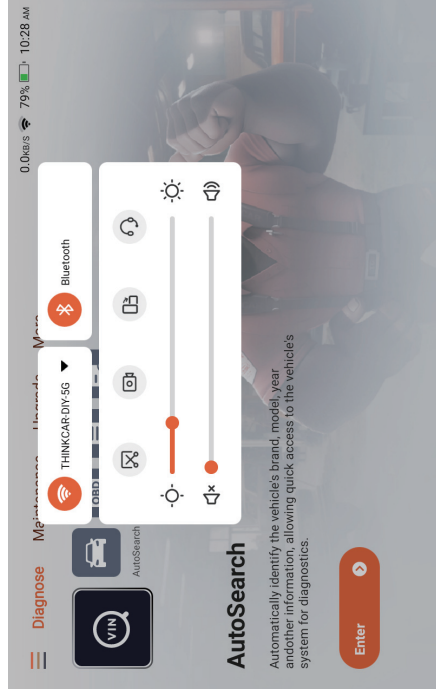 0.0KB/S 79% 10:28 AM
Diagnose Maintenance Upgrade More
THINKCAR-DIY-5G
Bluetooth
VIN
OBD
AutoSearch
AutoSearch
Automatically identify the vehicle's brand, model, year
andother information, allowing quick access to the vehicle's
system for diagnostics.
Enter